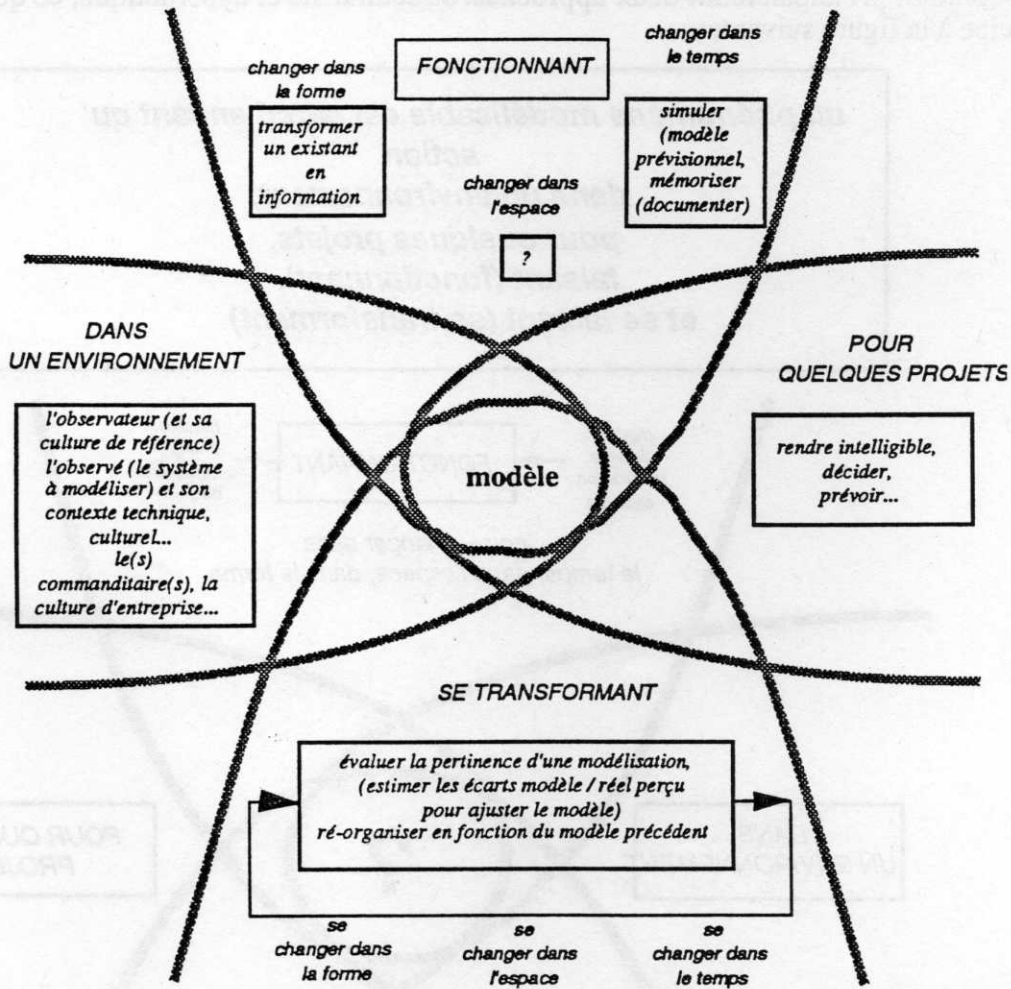 changer dans
la forme
FONCTIONNANT
changer dans
le temps
transformer
un existant
en
information
simuler
(modèle
prévisionnel,
mémoriser
(documenter)
changer dans
l'espace
?
DANS
UN ENVIRONNEMENT
POUR
QUELQUES PROJETS
l'observateur (et sa
culture de référence)
l'observé (le système
à modéliser) et son
contexte technique,
culturel...
le(s)
commanditaire(s), la
culture d'entreprise...
modèle
rendre intelligible,
décider,
prévoir...
SE TRANSFORMANT
évaluer la pertinence d'une modélisation,
(estimer les écarts modèle / réel perçu
pour ajuster le modèle)
ré-organiser en fonction du modèle précédent
se
changer dans
la forme
se
changer dans
l'espace
se
changer dans
le temps